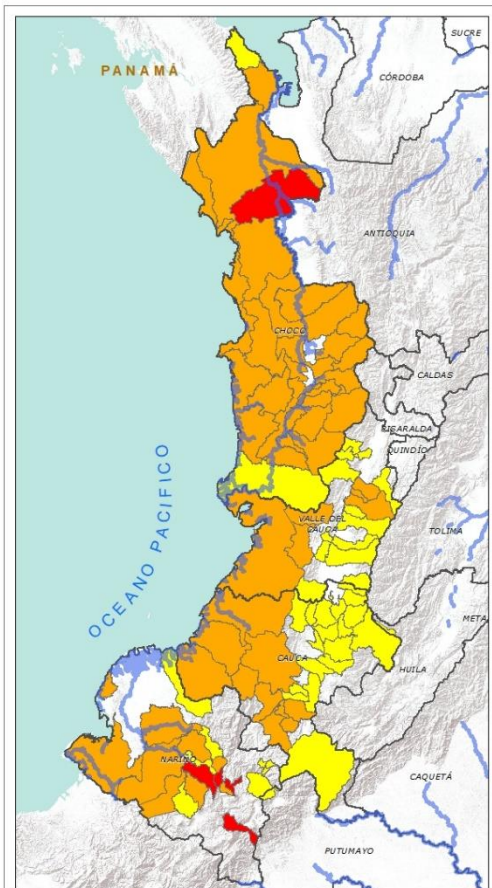 SUCRE
PANAMÁ
CÓRDOBA
ANTIOQUIA
CHOCO
CALDAS
RISARALDA
QUINDÍO
OCEANO PACIFICO
VALLE DEL
CAUCA
TOLIMA
META
CAUCA
HUILA
NARIÑO
CAQUETÁ
PUTUMAYO